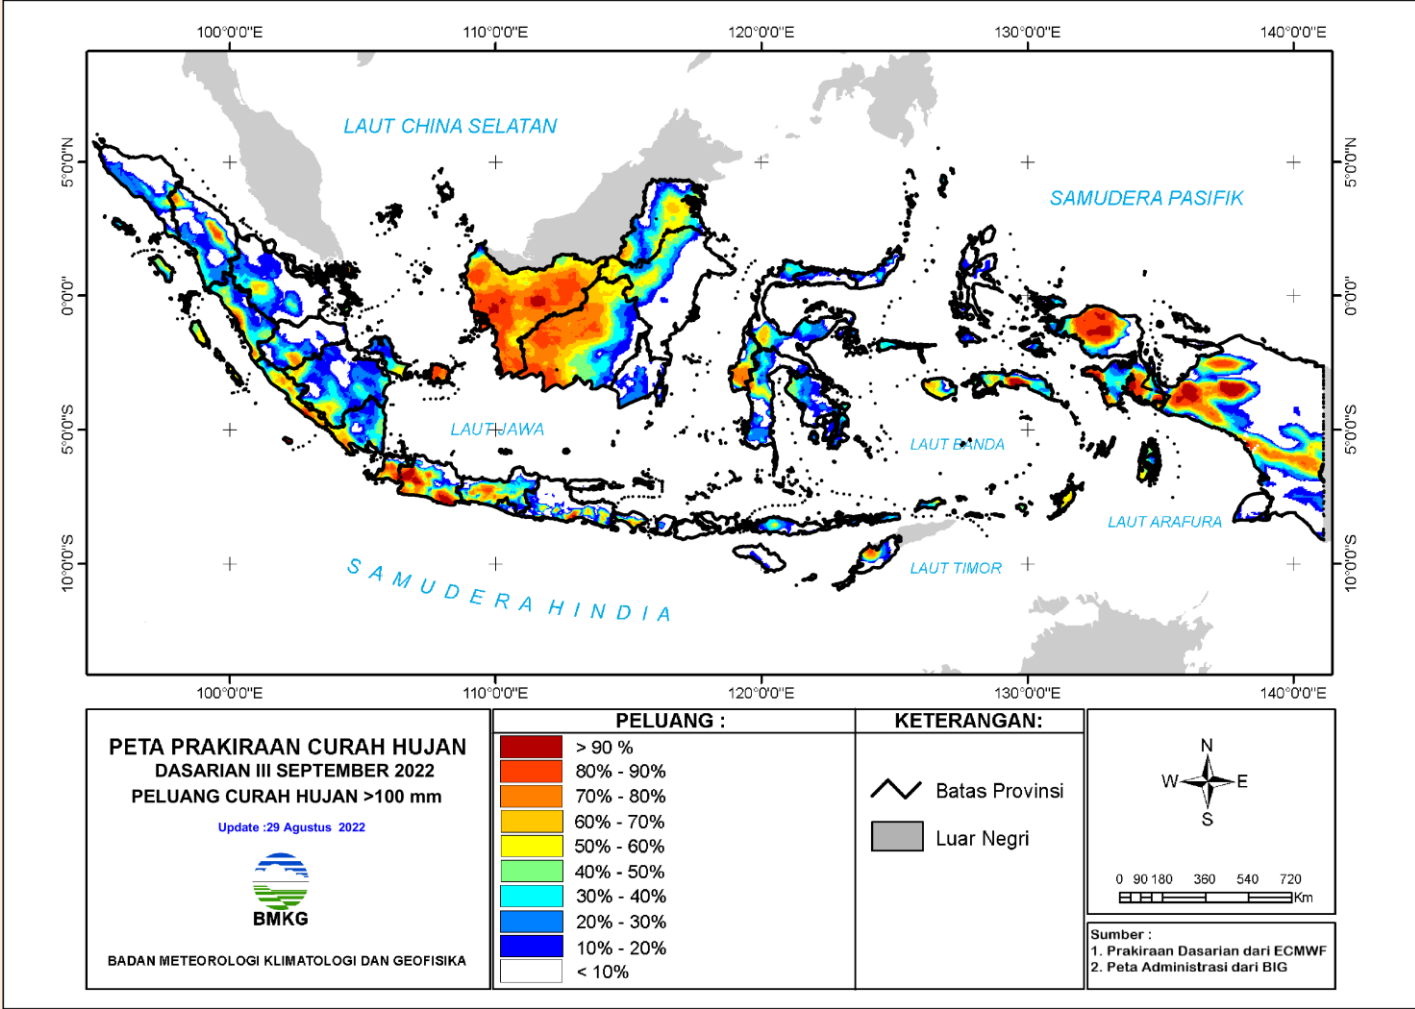 100°0'0"E 110°0'0"E 120°0'0"E 130°0'0"E 140°0'0"E
LAUT CHINA SELATAN
SAMUDERA PASIFIK
5°0'0"N 5°0'0"N
0°0'0" 0°0'0"
5°0'0"S 5°0'0"S
10°0'0"S 10°0'0"S
LAUT JAWA
LAUT BANDA
LAUT ARAFURA
LAUT TIMOR
SAMUDERA HINDIA
100°0'0"E 110°0'0"E 120°0'0"E 130°0'0"E 140°0'0"E
PETA PRAKIRAAN CURAH HUJAN
DASARIAN III SEPTEMBER 2022
PELUANG CURAH HUJAN >100 mm
Update :29 Agustus 2022
BMKG
BADAN METEOROLOGI KLIMATOLOGI DAN GEOFISIKA
PELUANG :
> 90 %
80% - 90%
70% - 80%
60% - 70%
50% - 60%
40% - 50%
30% - 40%
20% - 30%
10% - 20%
< 10%
KETERANGAN:
Batas Provinsi
Luar Negri
N
W E
S
0 90 180 360 540 720
Km
Sumber :
1. Prakiraan Dasarian dari ECMWF
2. Peta Administrasi dari BIG